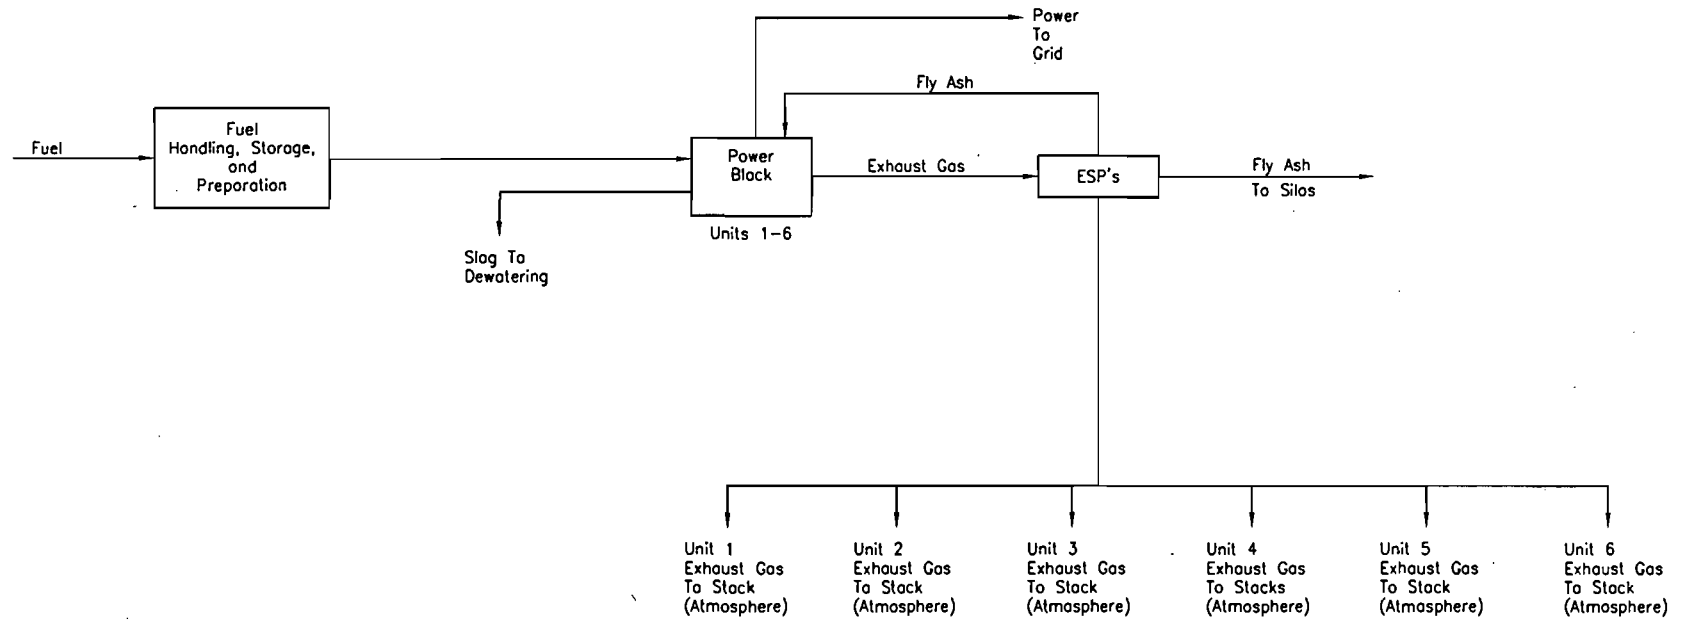 Power
To
Grid
Fly Ash
Fuel
Fuel
Handling, Storage,
and
Preparation
Power
Block
Exhaust Gas
ESP's
Fly Ash
To Silos
Units 1-6
Slag To
Dewatering
Unit 1
Exhaust Gas
To Stack
(Atmosphere)
Unit 2
Exhaust Gas
To Stack
(Atmosphere)
Unit 3
Exhaust Gas
To Stack
(Atmosphere)
Unit 4
Exhaust Gas
To Stacks
(Atmosphere)
Unit 5
Exhaust Gas
To Stack
(Atmosphere)
Unit 6
Exhaust Gas
To Stack
(Atmosphere)